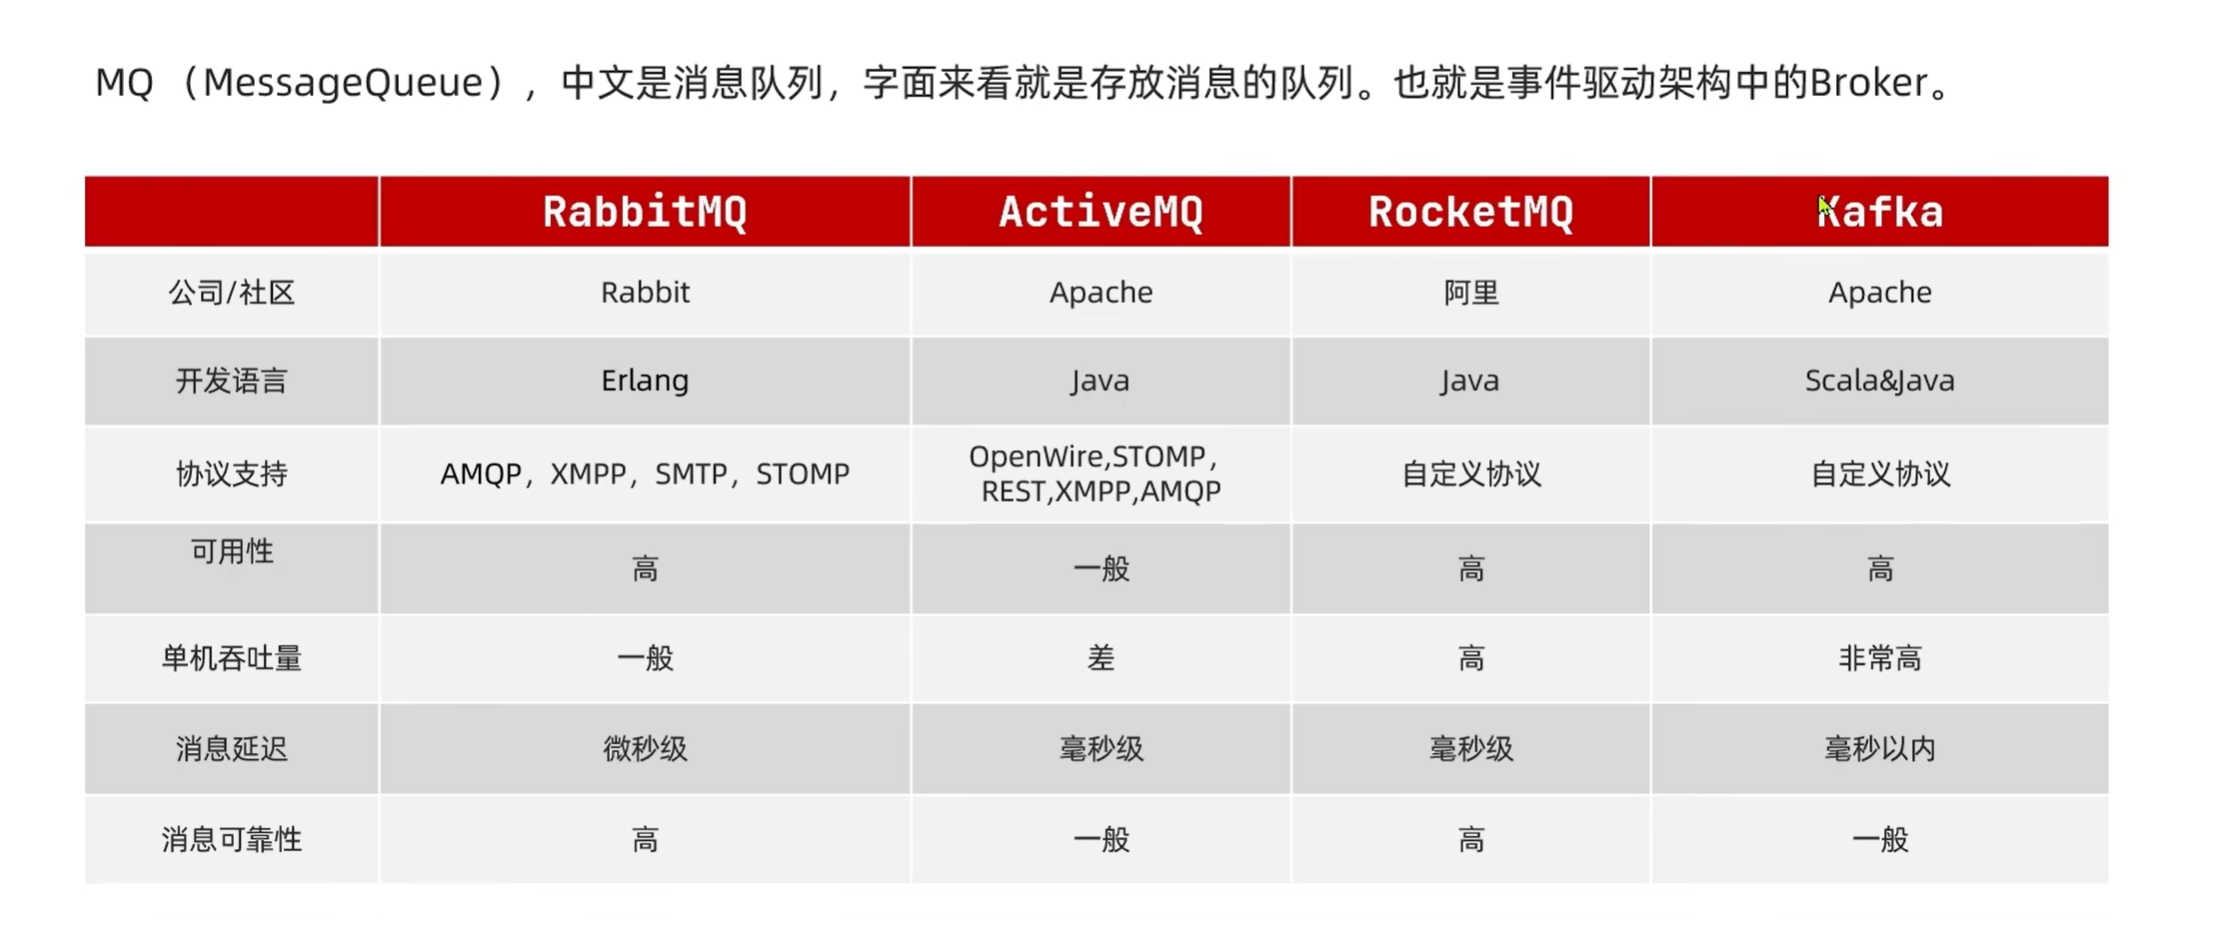 MQ （MessageQueue），中文是消息队列，字面来看就是存放消息的队列。也就是事件驱动架构中的Broker。
RabbitMQ ActiveMQ RocketMQ Kafka
公司/社区 Rabbit Apache 阿里 Apache
开发语言 Erlang Java Java Scala&Java
协议支持 AMQP，XMPP，SMTP，STOMP OpenWire,STOMP，
REST,XMPP,AMQP 自定义协议 自定义协议
可用性 高 一般 高 高
单机吞吐量 一般 差 高 非常高
消息延迟 微秒级 毫秒级 毫秒级 毫秒以内
消息可靠性 高 一般 高 一般